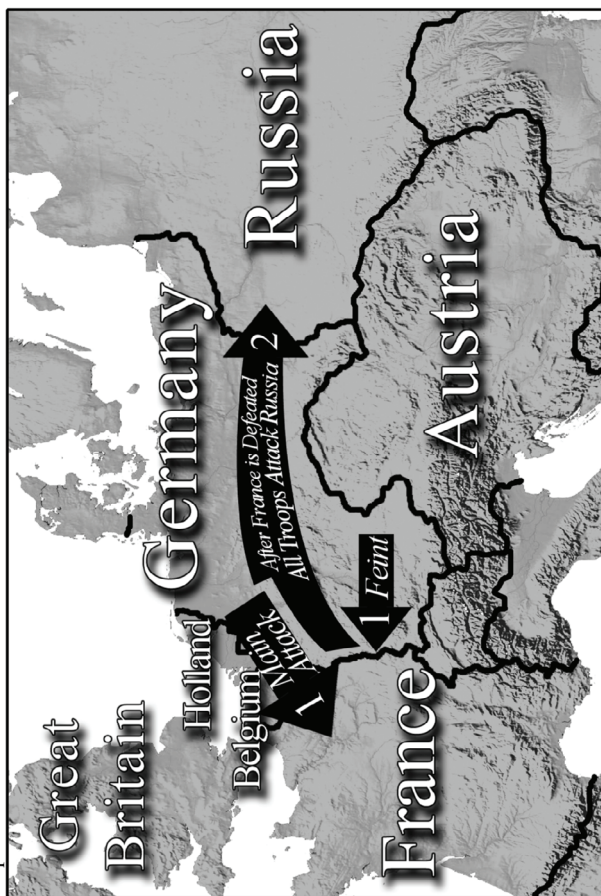 Great
Britain
Holland
Belgium
Germany
Russia
1 Main
Attack
After France is Defeated
All Troops Attack Russia 2
1 Feint
France
Austria